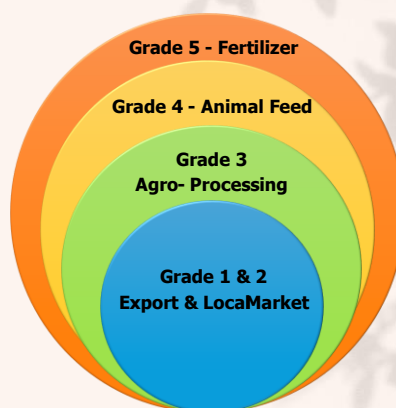 Grade 5 - Fertilizer
Grade 4 - Animal Feed
Grade 3
Agro- Processing
Grade 1 & 2
Export & LocaMarket